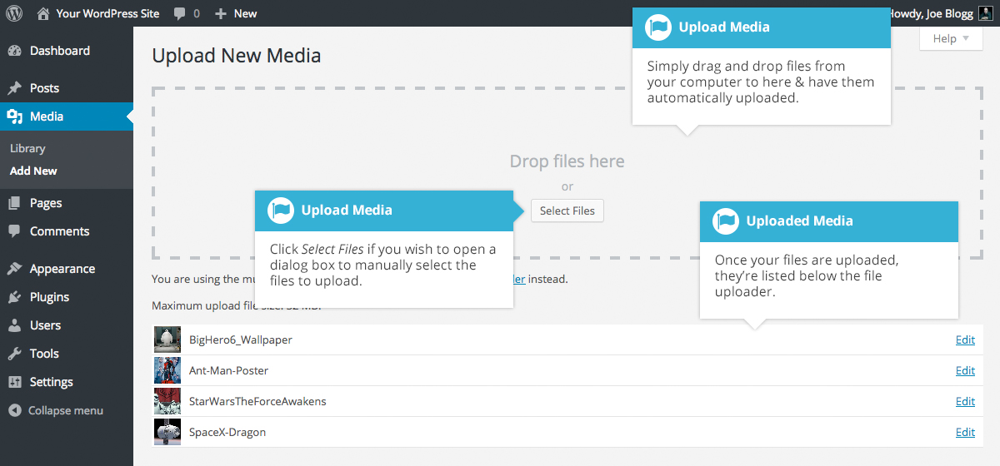 Your WordPress Site 0 New
Howdy, Joe Blogg
Dashboard
Posts
Media
Library
Add New
Pages
Comments
Appearance
Plugins
Users
Tools
Settings
Collapse menu
Help
Upload New Media
Upload Media
Simply drag and drop files from
your computer to here & have them
automatically uploaded.
Drop files here
or
Select Files
Upload Media
Click Select Files if you wish to open a
dialog box to manually select the
files to upload.
Uploaded Media
Once your files are uploaded,
they're listed below the file
uploader.
You are using the instead.
Maximum upload file
BigHero6_Wallpaper Edit
Ant-Man-Poster Edit
StarWarsTheForceAwakens Edit
SpaceX-Dragon Edit